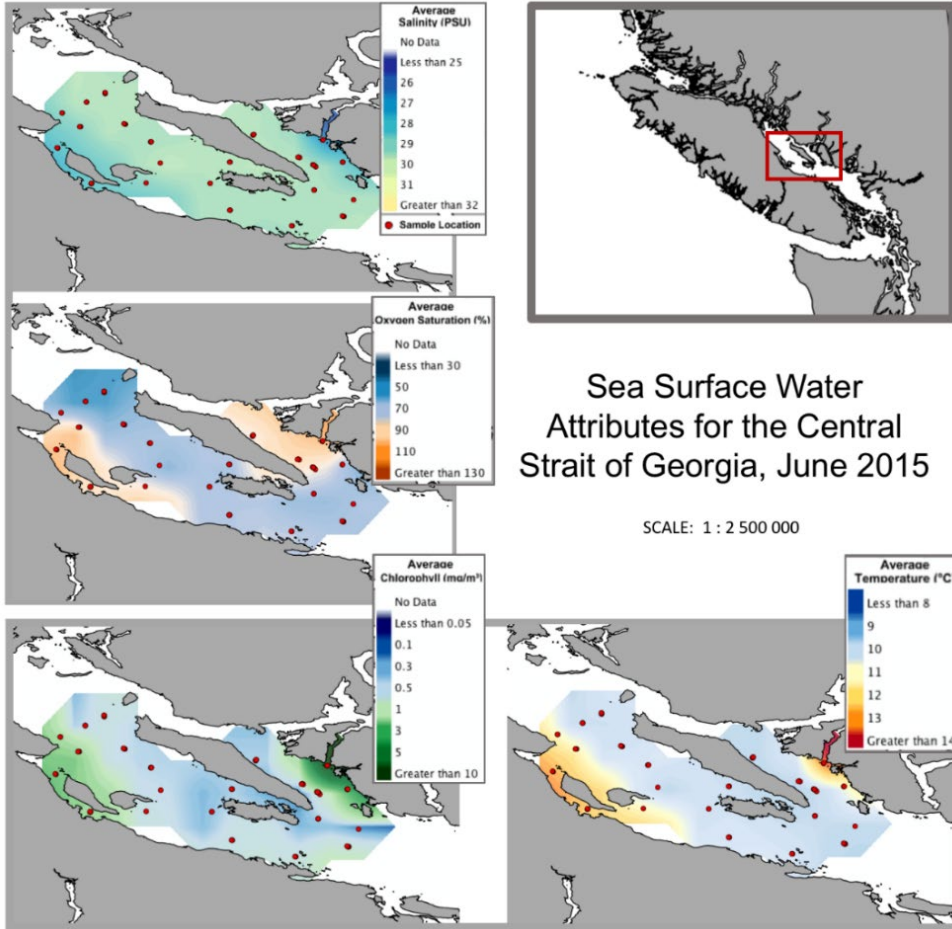 Average
Salinity (PSU)
No Data
Less than 25
26
27
28
29
30
31
Greater than 32
Sample Location
Average
Oxygen Saturation (%)
No Data
Less than 30
50
70
90
110
Greater than 130
Sea Surface Water
Attributes for the Central
Strait of Georgia, June 2015
SCALE: 1 : 2 500 000
Average
Chlorophyll (mg/m³)
No Data
Less than 0.05
0.1
0.3
0.5
1
3
5
Greater than 10
Average
Temperature (°C)
Less than 8
9
10
11
12
13
Greater than 14